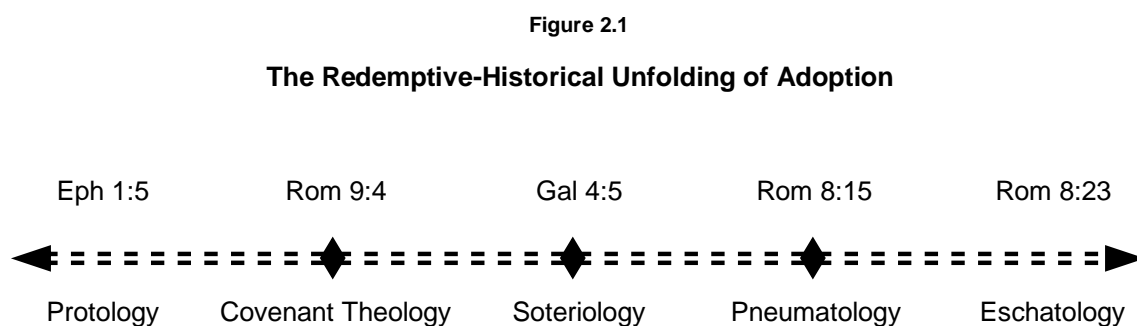 Figure 2.1
The Redemptive-Historical Unfolding of Adoption
Eph 1:5 Rom 9:4 Gal 4:5 Rom 8:15 Rom 8:23
Protology Covenant Theology Soteriology Pneumatology Eschatology